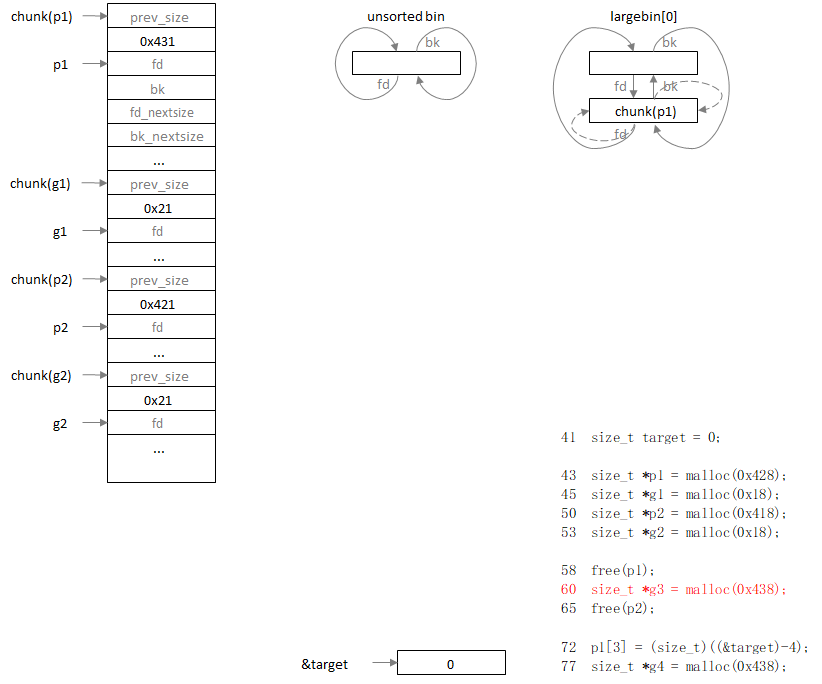 chunk(p1)
prev_size
0x431
p1
fd
bk
fd_nextsize
bk_nextsize
...
chunk(g1)
prev_size
0x21
g1
fd
...
chunk(p2)
prev_size
0x421
p2
fd
...
chunk(g2)
prev_size
0x21
g2
fd
...
unsorted bin
bk
fd
largebin[0]
bk
fd
bk
chunk(p1)
fd
41 size_t target = 0;
43 size_t *p1 = malloc(0x428);
45 size_t *g1 = malloc(0x18);
50 size_t *p2 = malloc(0x418);
53 size_t *g2 = malloc(0x18);
58 free(p1);
60 size_t *g3 = malloc(0x438);
65 free(p2);
72 p1[3] = (size_t)((&target)-4);
77 size_t *g4 = malloc(0x438);
&target
0